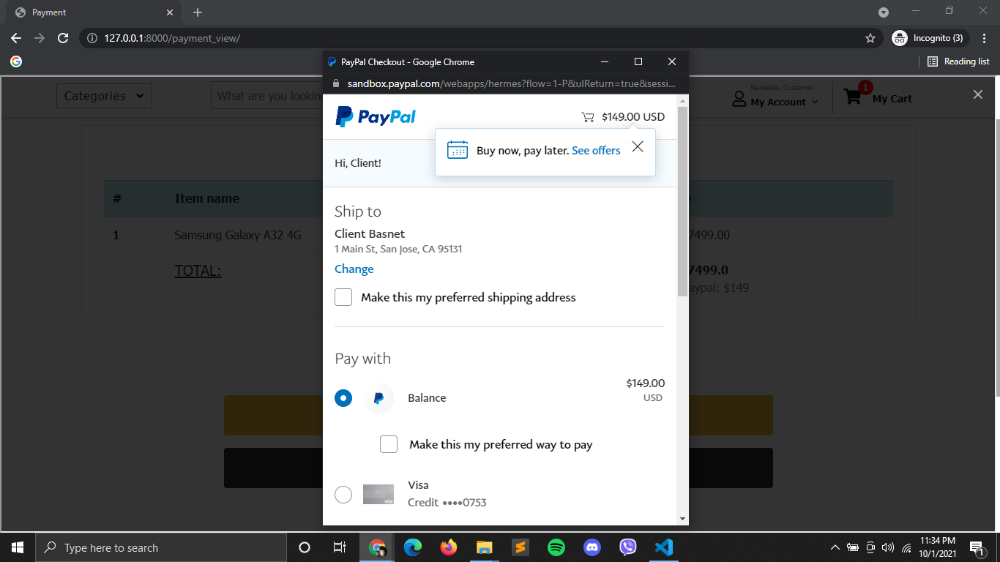 Payment
127.0.0.1:8000/payment_view/
Incognito (3)
Reading list
PayPal Checkout - Google Chrome
sandbox.paypal.com/webapps/hermes?flow=1-P&ulReturn=true&sessi...
Categories
What are you lookin
Namaste, Customer
My Account
1
My Cart
PayPal
$149.00 USD
Buy now, pay later. See offers
Hi, Client!
# Item name
1 Samsung Galaxy A32 4G
7499.00
TOTAL:
7499.0
aypal: $149
Ship to
Client Basnet
1 Main St, San Jose, CA 95131
Change
Make this my preferred shipping address
Pay with
Balance
$149.00
USD
Make this my preferred way to pay
VISA
Visa
Credit ••••0753
Type here to search
11:34 PM
10/1/2021
1